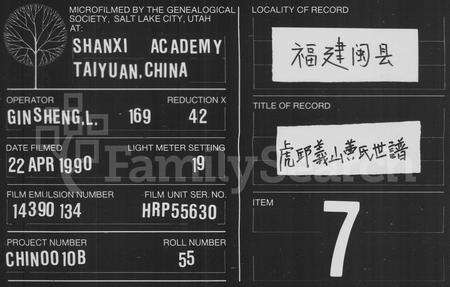 MICROFILMED BY THE GENEALOGICAL
SOCIETY, SALT LAKE CITY, UTAH
AT:
SHANXI ACADEMY
TAIYUAN, CHINA
OPERATOR REDUCTION X
GINSHENG, L. 169 42
DATE FILMED LIGHT METER SETTING
22 APR 1990 19
FILM EMULSION NUMBER FILM UNIT SER. NO.
14390 134 HRP55630
PROJECT NUMBER ROLL NUMBER
CHIN0010B 55
LOCALITY OF RECORD
福建闽县
TITLE OF RECORD
虎邱義山黄氏世譜
ITEM
7
FamilySearch